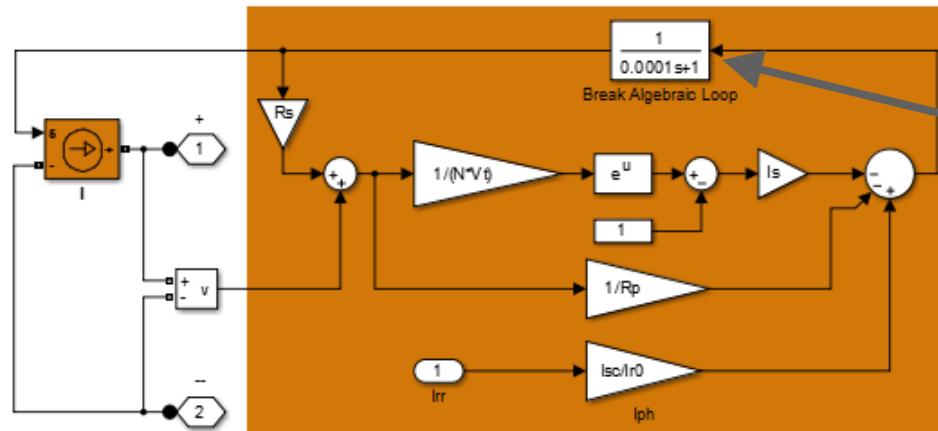 1
0.0001s+1
Break Algebraic Loop
Rs
s
+
-
+
I
+
1
+
+
1/(N*Vt)
e^u
+
-
Is
-
-
+
1
+
-
v
1/Rp
1
Irr
Isc/Ir0
Iph
--
2